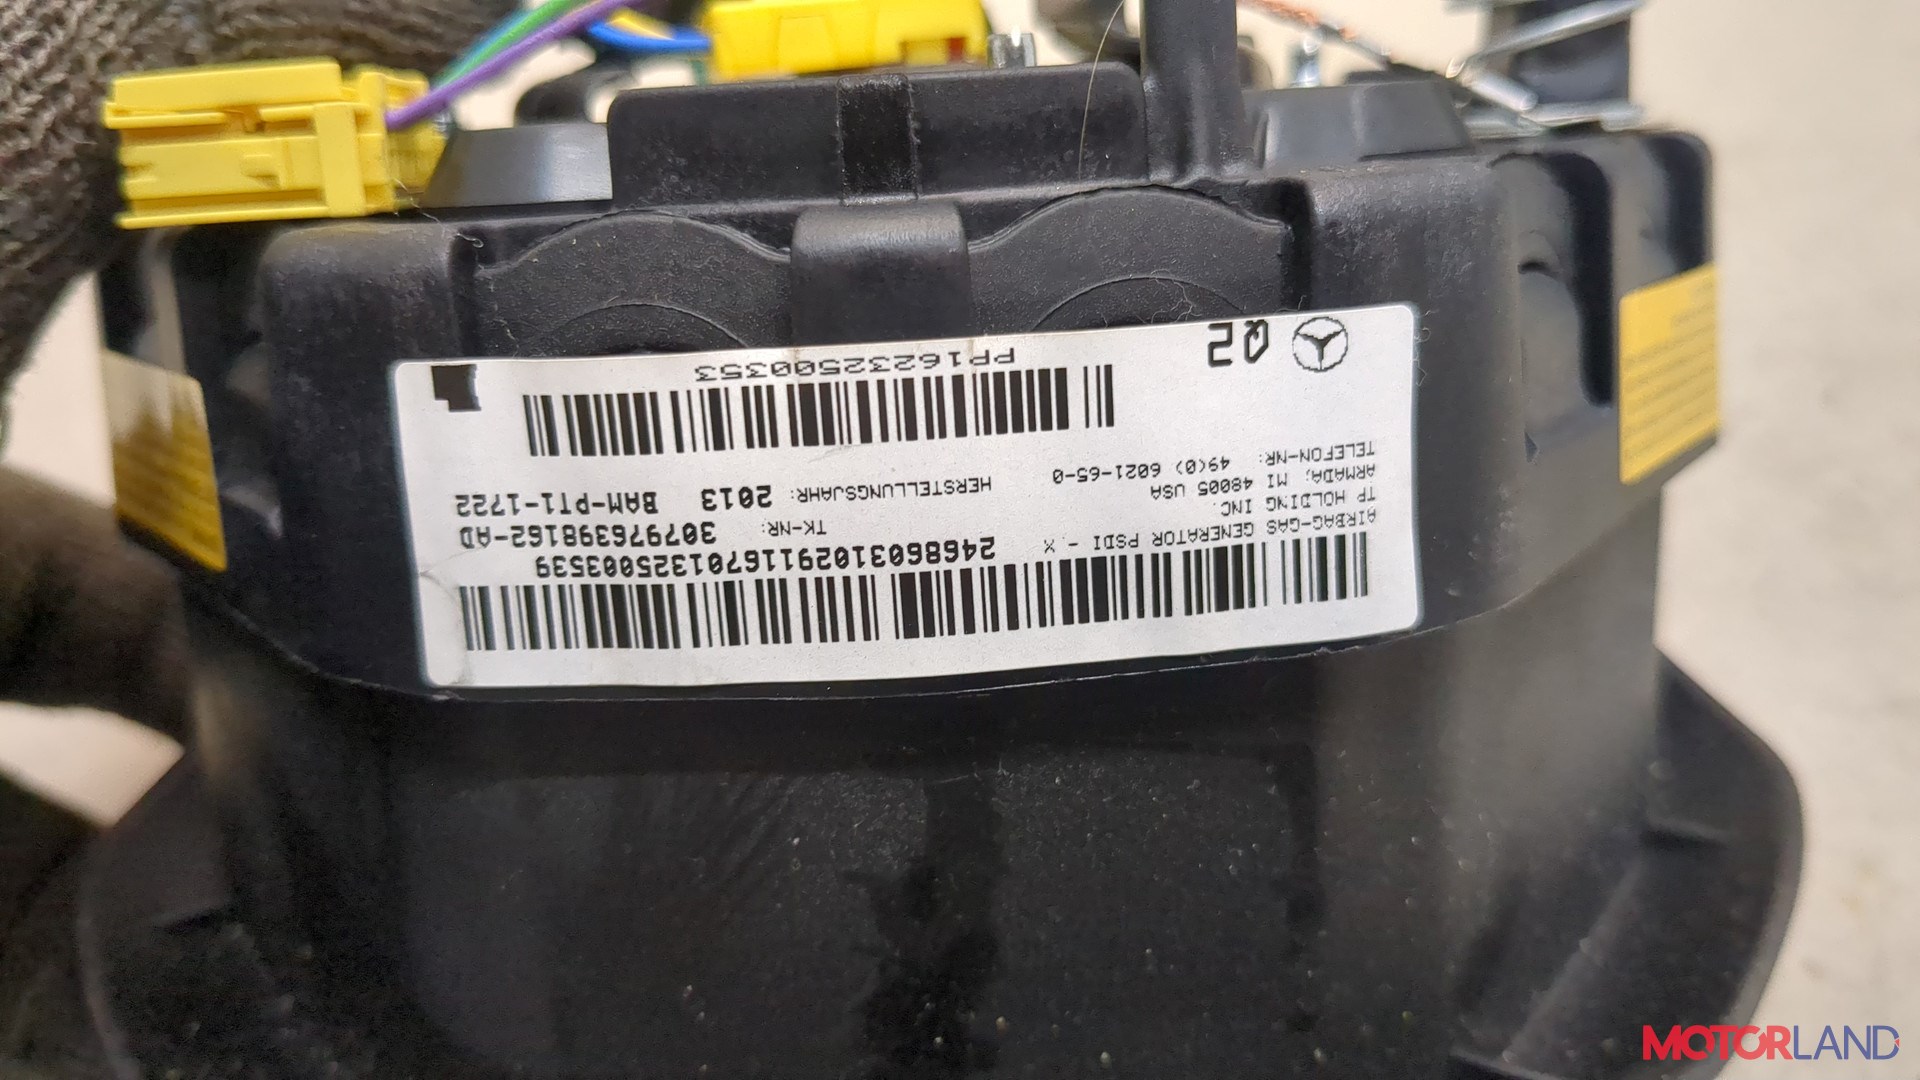 24686031029116701325003539
AIRBAG-GAS GENERATOR PSDI - X
TP HOLDING INC.
ARMADA, MI 48005 USA
TELEFON-NR: 49(0) 6021-65-0
TK-NR: 307976398162-AD
HERSTELLUNGSJAHR: 2013 BAM-PT1-1722
Q2
PP16232500353
MOTORLAND